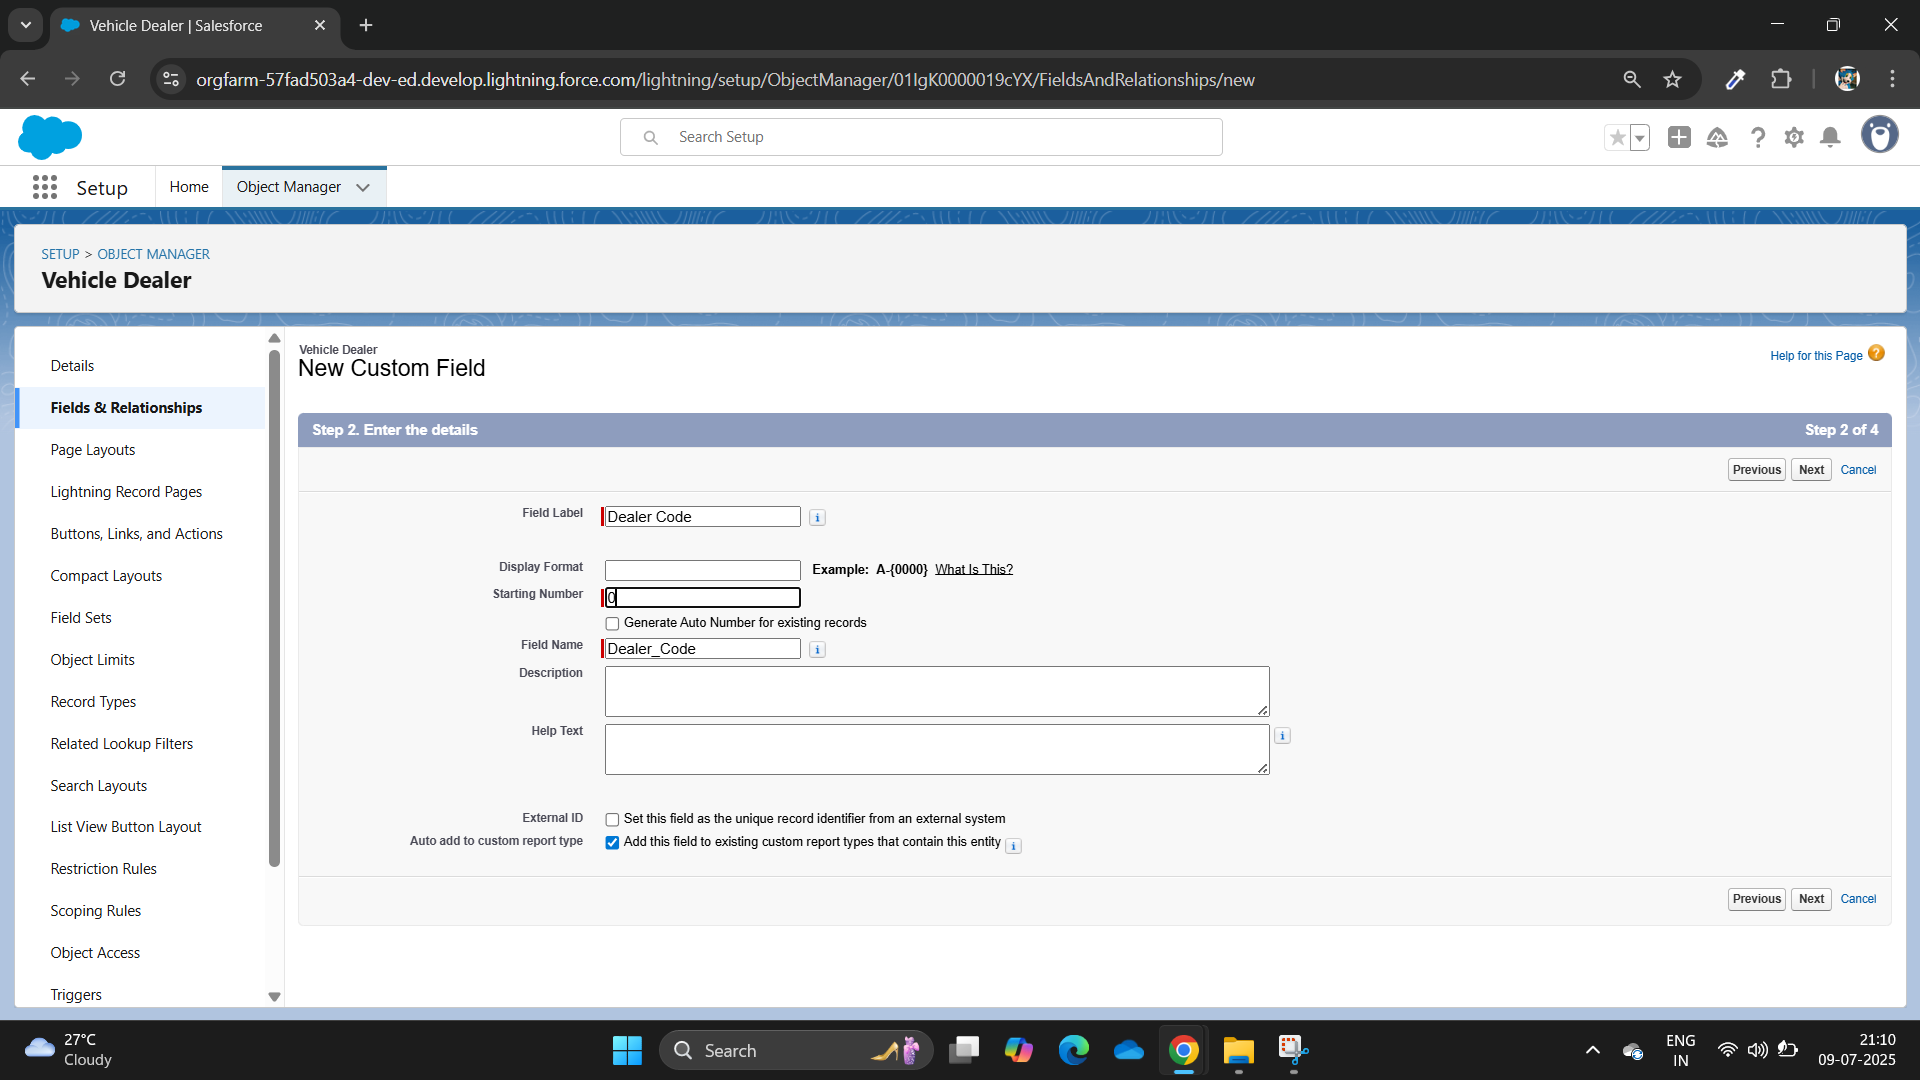 Vehicle Dealer | Salesforce
orgfarm-57fad503a4-dev-ed.develop.lightning.force.com/lightning/setup/ObjectManager/01IgK0000019cYX/FieldsAndRelationships/new
Search Setup
Setup
Home
Object Manager
SETUP > OBJECT MANAGER
Vehicle Dealer
Details
Fields & Relationships
Page Layouts
Lightning Record Pages
Buttons, Links, and Actions
Compact Layouts
Field Sets
Object Limits
Record Types
Related Lookup Filters
Search Layouts
List View Button Layout
Restriction Rules
Scoping Rules
Object Access
Triggers
Vehicle Dealer
New Custom Field
Help for this Page
Step 2. Enter the details
Step 2 of 4
Previous
Next
Cancel
Field Label
Dealer Code
Display Format
Example: A-{0000} What Is This?
Starting Number
0
Generate Auto Number for existing records
Field Name
Dealer_Code
Description
Help Text
External ID
Set this field as the unique record identifier from an external system
Auto add to custom report type
Add this field to existing custom report types that contain this entity
Previous
Next
Cancel
27°C
Cloudy
Search
ENG
IN
21:10
09-07-2025